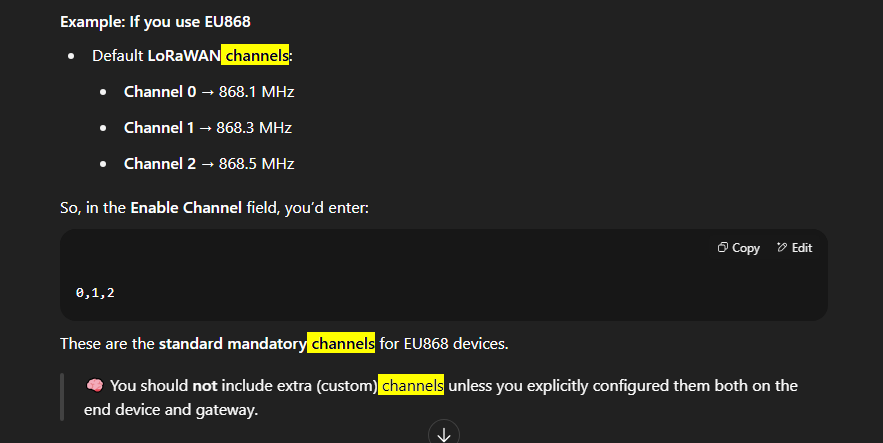 Example: If you use EU868
Default LoRaWAN channels:
Channel 0 → 868.1 MHz
Channel 1 → 868.3 MHz
Channel 2 → 868.5 MHz
So, in the Enable Channel field, you’d enter:
Copy Edit
0,1,2
These are the standard mandatory channels for EU868 devices.
🧠 You should not include extra (custom) channels unless you explicitly configured them both on the
end device and gateway.